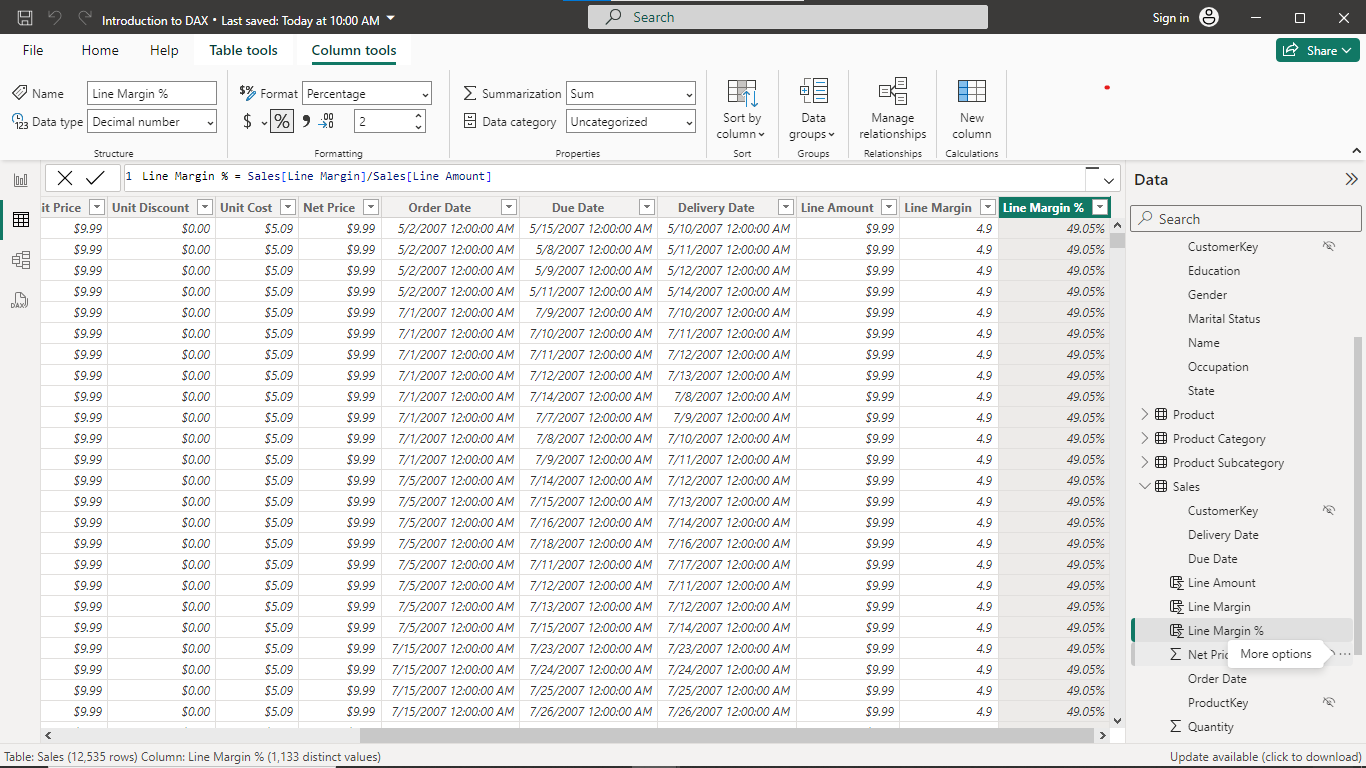 Introduction to DAX • Last saved: Today at 10:00 AM
Search
Sign in
File Home Help Table tools Column tools
Share
Name Line Margin %
$% Format Percentage
Summarization Sum
Data type Decimal number
$ % 2
Data category Uncategorized
Sort by column
Data groups
Manage relationships
New column
Structure Formatting Properties Sort Groups Relationships Calculations
1 Line Margin % = Sales[Line Margin]/Sales[Line Amount]
it Price Unit Discount Unit Cost Net Price Order Date Due Date Delivery Date Line Amount Line Margin Line Margin %
$9.99 $0.00 $5.09 $9.99 5/2/2007 12:00:00 AM 5/15/2007 12:00:00 AM 5/10/2007 12:00:00 AM $9.99 4.9 49.05%
$9.99 $0.00 $5.09 $9.99 5/2/2007 12:00:00 AM 5/8/2007 12:00:00 AM 5/11/2007 12:00:00 AM $9.99 4.9 49.05%
$9.99 $0.00 $5.09 $9.99 5/2/2007 12:00:00 AM 5/9/2007 12:00:00 AM 5/12/2007 12:00:00 AM $9.99 4.9 49.05%
$9.99 $0.00 $5.09 $9.99 5/2/2007 12:00:00 AM 5/11/2007 12:00:00 AM 5/14/2007 12:00:00 AM $9.99 4.9 49.05%
$9.99 $0.00 $5.09 $9.99 7/1/2007 12:00:00 AM 7/9/2007 12:00:00 AM 7/10/2007 12:00:00 AM $9.99 4.9 49.05%
$9.99 $0.00 $5.09 $9.99 7/1/2007 12:00:00 AM 7/10/2007 12:00:00 AM 7/11/2007 12:00:00 AM $9.99 4.9 49.05%
$9.99 $0.00 $5.09 $9.99 7/1/2007 12:00:00 AM 7/11/2007 12:00:00 AM 7/12/2007 12:00:00 AM $9.99 4.9 49.05%
$9.99 $0.00 $5.09 $9.99 7/1/2007 12:00:00 AM 7/12/2007 12:00:00 AM 7/13/2007 12:00:00 AM $9.99 4.9 49.05%
$9.99 $0.00 $5.09 $9.99 7/1/2007 12:00:00 AM 7/14/2007 12:00:00 AM 7/8/2007 12:00:00 AM $9.99 4.9 49.05%
$9.99 $0.00 $5.09 $9.99 7/1/2007 12:00:00 AM 7/7/2007 12:00:00 AM 7/9/2007 12:00:00 AM $9.99 4.9 49.05%
$9.99 $0.00 $5.09 $9.99 7/1/2007 12:00:00 AM 7/8/2007 12:00:00 AM 7/10/2007 12:00:00 AM $9.99 4.9 49.05%
$9.99 $0.00 $5.09 $9.99 7/1/2007 12:00:00 AM 7/9/2007 12:00:00 AM 7/11/2007 12:00:00 AM $9.99 4.9 49.05%
$9.99 $0.00 $5.09 $9.99 7/5/2007 12:00:00 AM 7/14/2007 12:00:00 AM 7/12/2007 12:00:00 AM $9.99 4.9 49.05%
$9.99 $0.00 $5.09 $9.99 7/5/2007 12:00:00 AM 7/15/2007 12:00:00 AM 7/13/2007 12:00:00 AM $9.99 4.9 49.05%
$9.99 $0.00 $5.09 $9.99 7/5/2007 12:00:00 AM 7/16/2007 12:00:00 AM 7/14/2007 12:00:00 AM $9.99 4.9 49.05%
$9.99 $0.00 $5.09 $9.99 7/5/2007 12:00:00 AM 7/18/2007 12:00:00 AM 7/16/2007 12:00:00 AM $9.99 4.9 49.05%
$9.99 $0.00 $5.09 $9.99 7/5/2007 12:00:00 AM 7/11/2007 12:00:00 AM 7/17/2007 12:00:00 AM $9.99 4.9 49.05%
$9.99 $0.00 $5.09 $9.99 7/5/2007 12:00:00 AM 7/12/2007 12:00:00 AM 7/11/2007 12:00:00 AM $9.99 4.9 49.05%
$9.99 $0.00 $5.09 $9.99 7/5/2007 12:00:00 AM 7/13/2007 12:00:00 AM 7/12/2007 12:00:00 AM $9.99 4.9 49.05%
$9.99 $0.00 $5.09 $9.99 7/5/2007 12:00:00 AM 7/15/2007 12:00:00 AM 7/14/2007 12:00:00 AM $9.99 4.9 49.05%
$9.99 $0.00 $5.09 $9.99 7/15/2007 12:00:00 AM 7/23/2007 12:00:00 AM 7/23/2007 12:00:00 AM $9.99 4.9 49.05%
$9.99 $0.00 $5.09 $9.99 7/15/2007 12:00:00 AM 7/24/2007 12:00:00 AM 7/24/2007 12:00:00 AM $9.99 4.9 49.05%
$9.99 $0.00 $5.09 $9.99 7/15/2007 12:00:00 AM 7/25/2007 12:00:00 AM 7/25/2007 12:00:00 AM $9.99 4.9 49.05%
$9.99 $0.00 $5.09 $9.99 7/15/2007 12:00:00 AM 7/26/2007 12:00:00 AM 7/26/2007 12:00:00 AM $9.99 4.9 49.05%
DAX
Data
Search
CustomerKey
Education
Gender
Marital Status
Name
Occupation
State
Product
Product Category
Product Subcategory
Sales
CustomerKey
Delivery Date
Due Date
Line Amount
Line Margin
Line Margin %
Net Pric
More options
Order Date
ProductKey
Quantity
Table: Sales (12,535 rows) Column: Line Margin % (1,133 distinct values)
Update available (click to download)